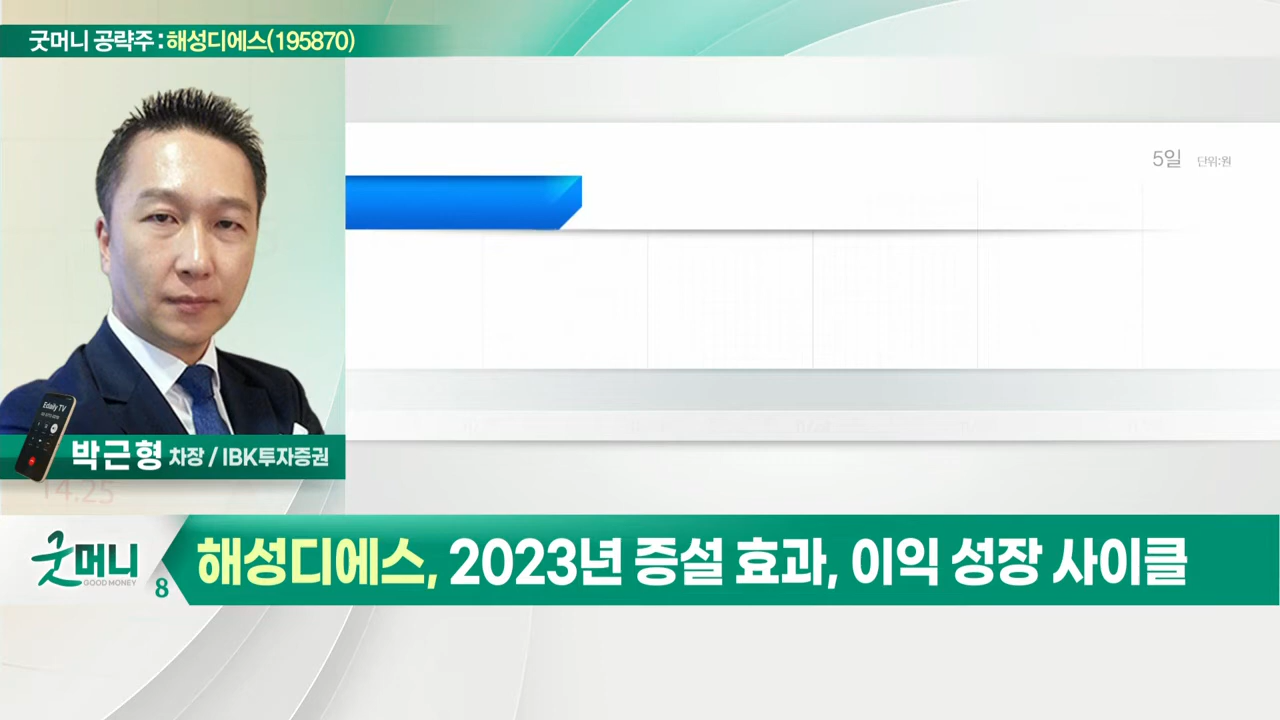 굿머니 공략주 : 해성디에스(195870)
5일 단위:원
Edaily TV
박근형 차장 / IBK투자증권
14.25
굿머니
GOOD MONEY
8
해성디에스, 2023년 증설 효과, 이익 성장 사이클